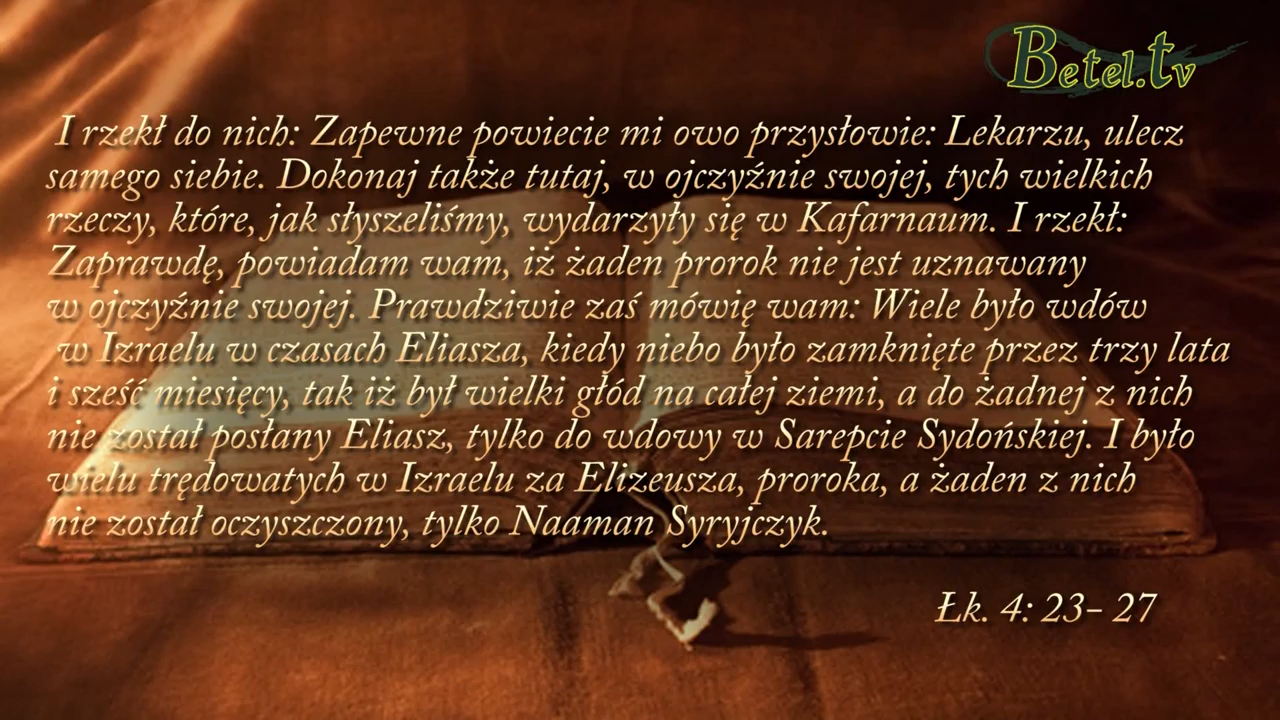 Betel.tv
I rzekł do nich: Zapewne powiecie mi owo przysłowie: Lekarzu, ulecz
samego siebie. Dokonaj także tutaj, w ojczyźnie swojej, tych wielkich
rzeczy, które, jak słyszeliśmy, wydarzyły się w Kafarnaum. I rzekł:
Zaprawdę, powiadam wam, iż żaden prorok nie jest uznawany
w ojczyźnie swojej. Prawdziwie zaś mówię wam: Wiele było wdów
w Izraelu w czasach Eliasza, kiedy niebo było zamknięte przez trzy lata
i sześć miesięcy, tak iż był wielki głód na całej ziemi, a do żadnej z nich
nie został posłany Eliasz, tylko do wdowy w Sarepcie Sydońskiej. I było
wielu trędowatych w Izraelu za Elizeusza, proroka, a żaden z nich
nie został oczyszczony, tylko Naaman Syryjczyk.
Łk. 4: 23- 27